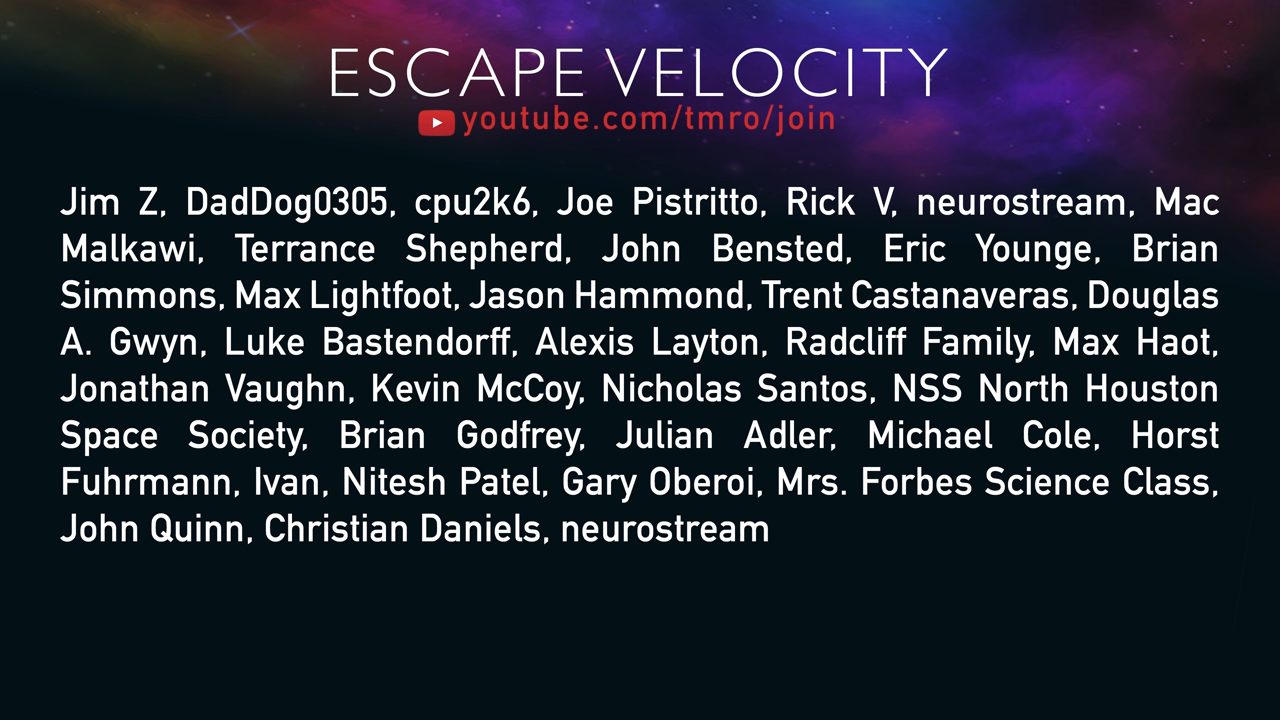 ESCAPE VELOCITY
youtube.com/tmro/join
Jim Z, DadDog0305, cpu2k6, Joe Pistritto, Rick V, neurostream, Mac
Malkawi, Terrance Shepherd, John Bensted, Eric Younge, Brian
Simmons, Max Lightfoot, Jason Hammond, Trent Castanaveras, Douglas
A. Gwyn, Luke Bastendorff, Alexis Layton, Radcliff Family, Max Haot,
Jonathan Vaughn, Kevin McCoy, Nicholas Santos, NSS North Houston
Space Society, Brian Godfrey, Julian Adler, Michael Cole, Horst
Fuhrmann, Ivan, Nitesh Patel, Gary Oberoi, Mrs. Forbes Science Class,
John Quinn, Christian Daniels, neurostream